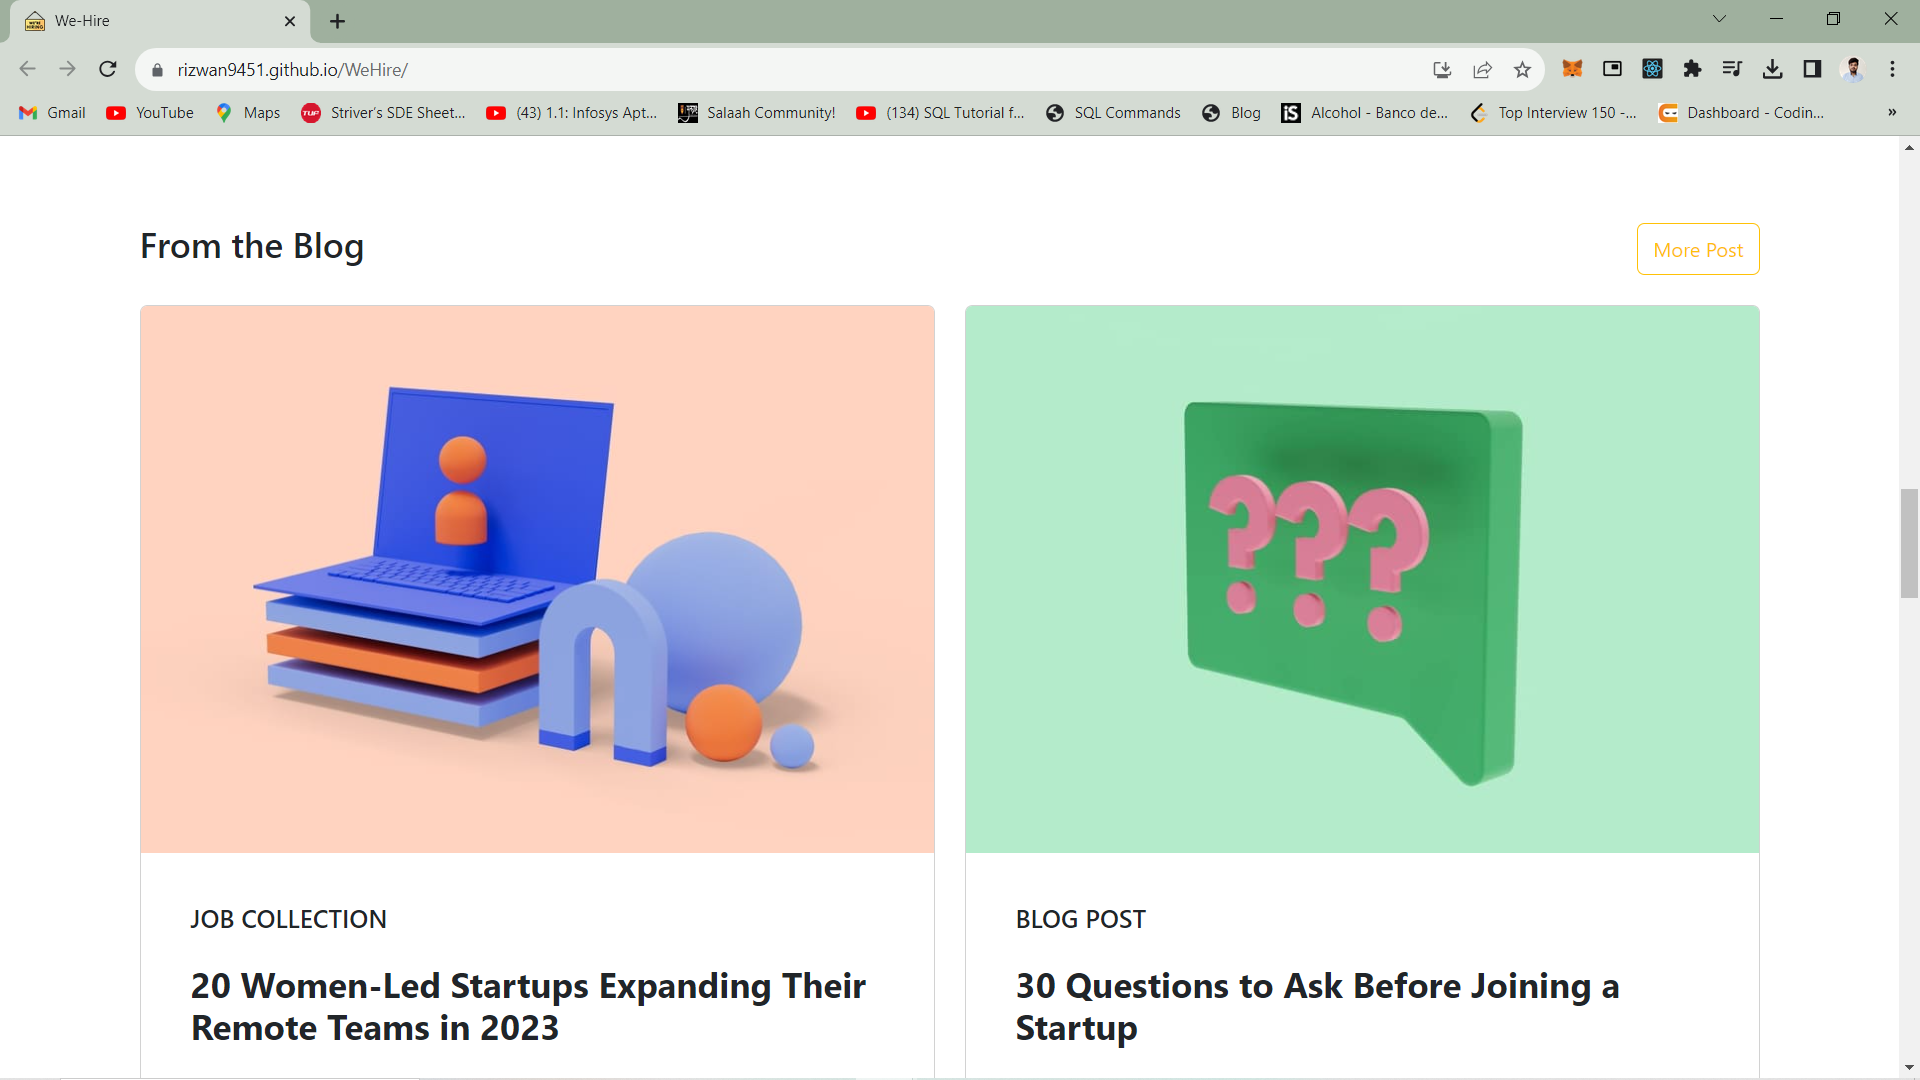 We-Hire
rizwan9451.github.io/WeHire/
Gmail YouTube Maps Striver's SDE Sheet... (43) 1.1: Infosys Apt... Salaah Community! (134) SQL Tutorial f... SQL Commands Blog Alcohol - Banco de... Top Interview 150 -... Dashboard - Codin... »
From the Blog
More Post
???
JOB COLLECTION
20 Women-Led Startups Expanding Their
Remote Teams in 2023
BLOG POST
30 Questions to Ask Before Joining a
Startup